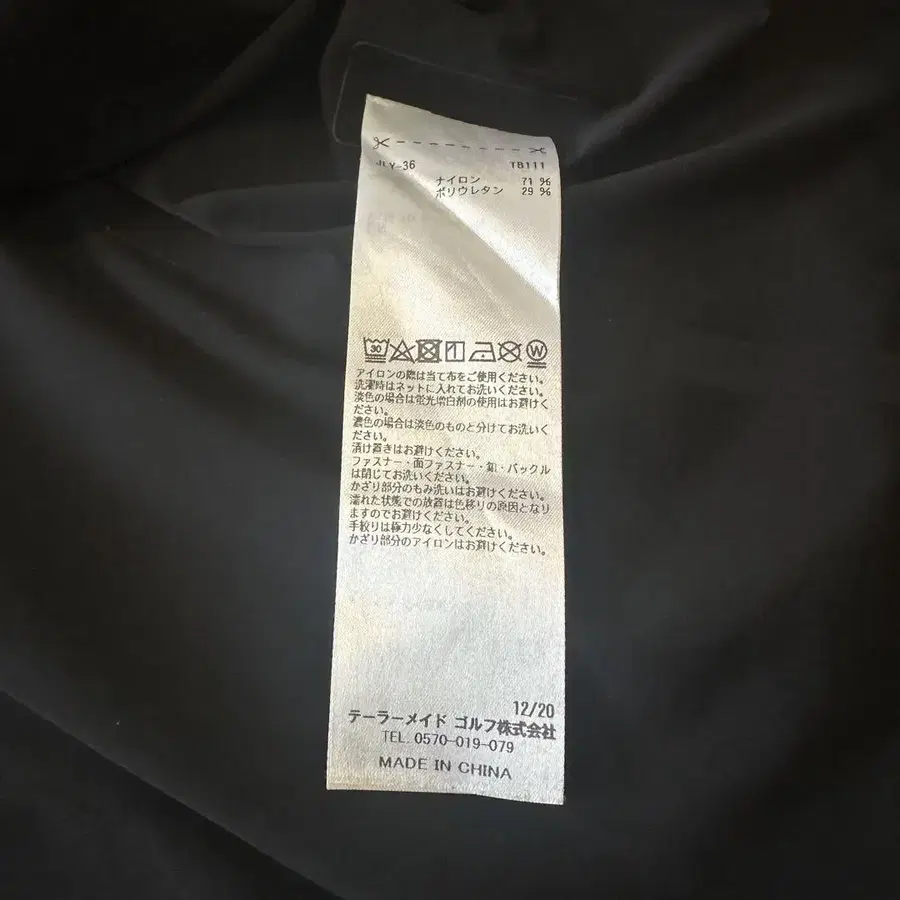 JLY-36 TB111
ナイロン 71 %
ポリウレタン 29 %
30
W
アイロンの際は当て布をご使用ください。
洗濯時はネットに入れてお洗いください。
淡色の場合は蛍光増白剤の使用はお避けく
ださい。
濃色の場合は淡色のものと分けてお洗いく
ださい。
漬け置きはお避けください。
ファスナー・面ファスナー・釦・バックル
は閉じてお洗いください。
かざり部分のもみ洗いはお避けください。
濡れた状態での放置は色移りの原因となり
ますのでお避けください。
手絞りは極力少なくしてください。
かざり部分のアイロンはお避けください。
12/20
テーラーメイド ゴルフ株式会社
TEL. 0570-019-079
MADE IN CHINA